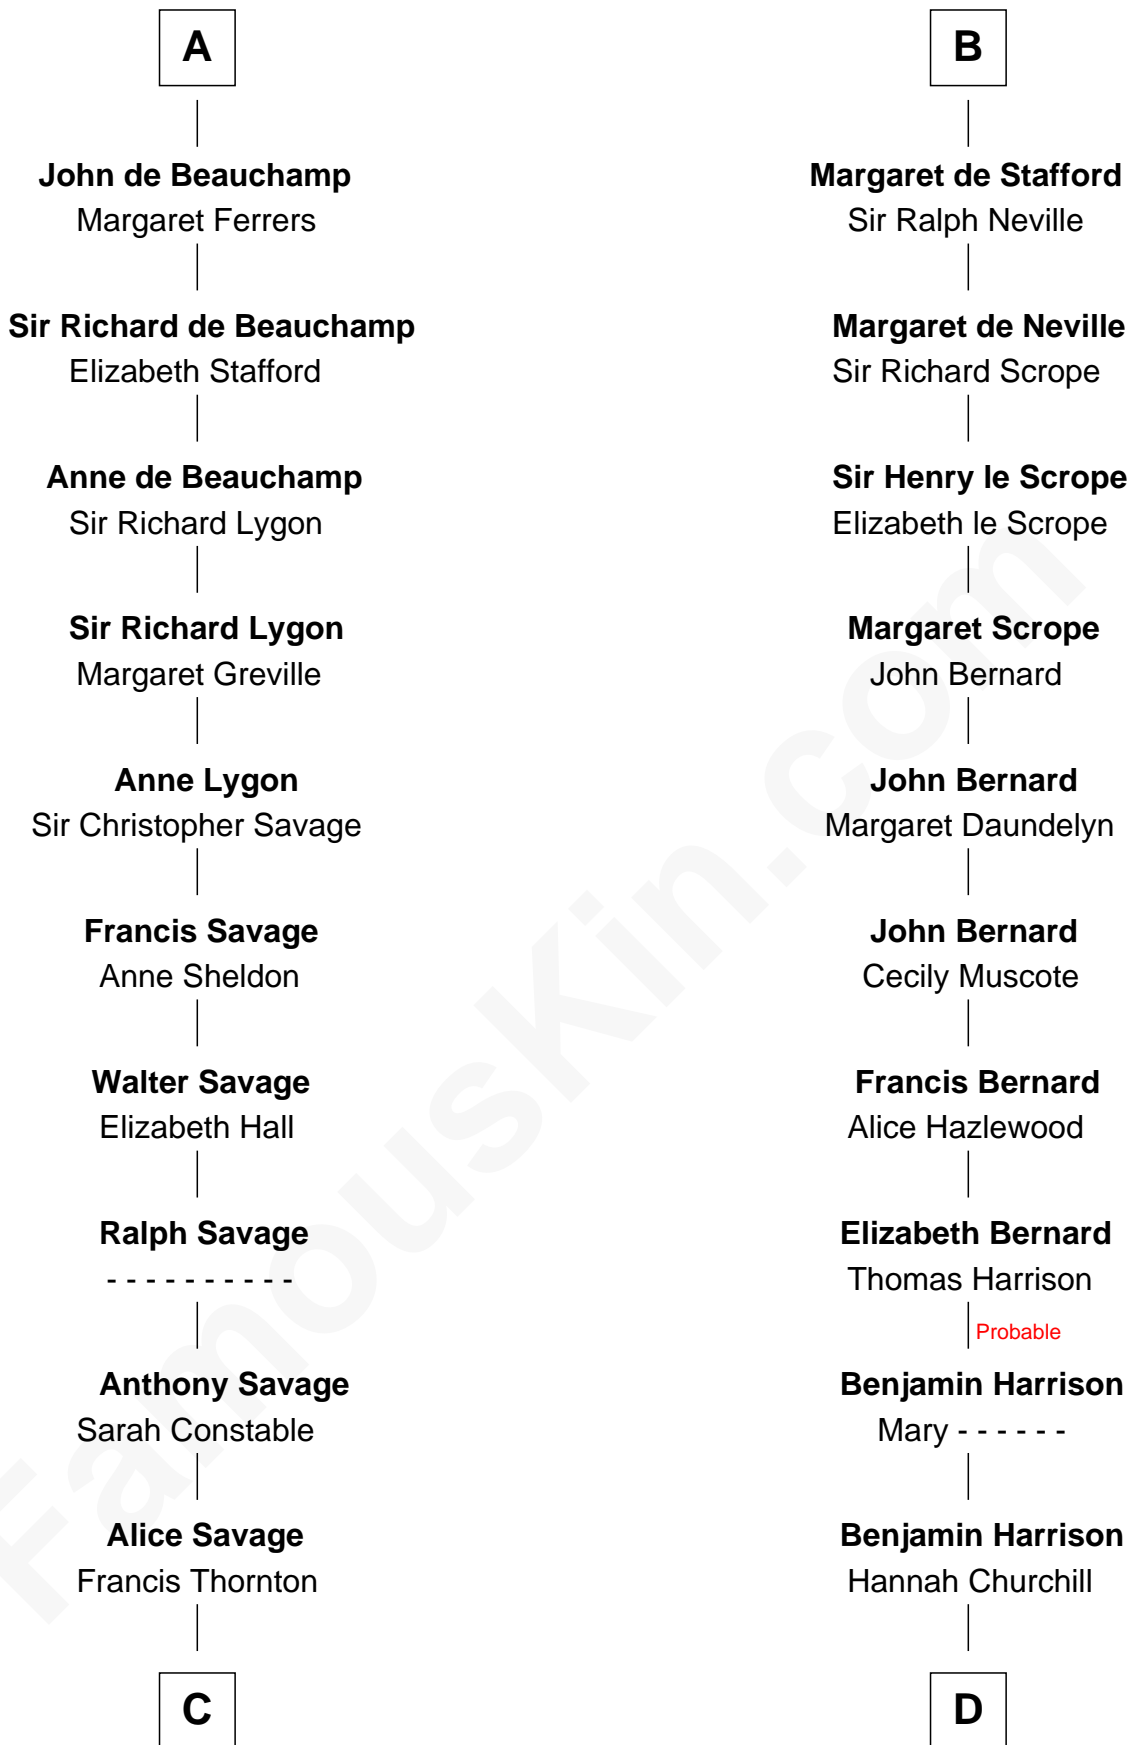 A
John de Beauchamp
Margaret Ferrers
Sir Richard de Beauchamp
Elizabeth Stafford
Anne de Beauchamp
Sir Richard Lygon
Sir Richard Lygon
Margaret Greville
Anne Lygon
Sir Christopher Savage
Francis Savage
Anne Sheldon
Walter Savage
Elizabeth Hall
Ralph Savage
- - - - - - - - - -
Anthony Savage
Sarah Constable
Alice Savage
Francis Thornton
C
B
Margaret de Stafford
Sir Ralph Neville
Margaret de Neville
Sir Richard Scrope
Sir Henry le Scrope
Elizabeth le Scrope
Margaret Scrope
John Bernard
John Bernard
Margaret Daundelyn
John Bernard
Cecily Muscote
Francis Bernard
Alice Hazlewood
Elizabeth Bernard
Thomas Harrison
Probable
Benjamin Harrison
Mary - - - - - -
Benjamin Harrison
Hannah Churchill
D
FamousKin.com